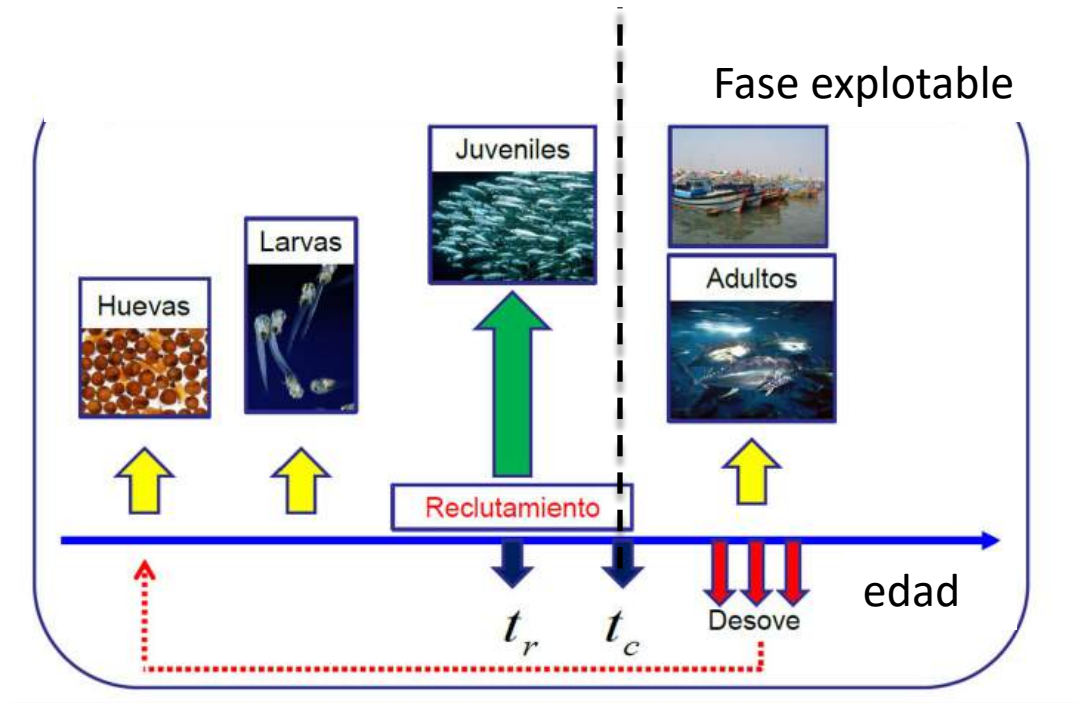 Fase explotable
Juveniles
Larvas
Adultos
Huevas
Reclutamiento
edad
t_r
t_c
Desove